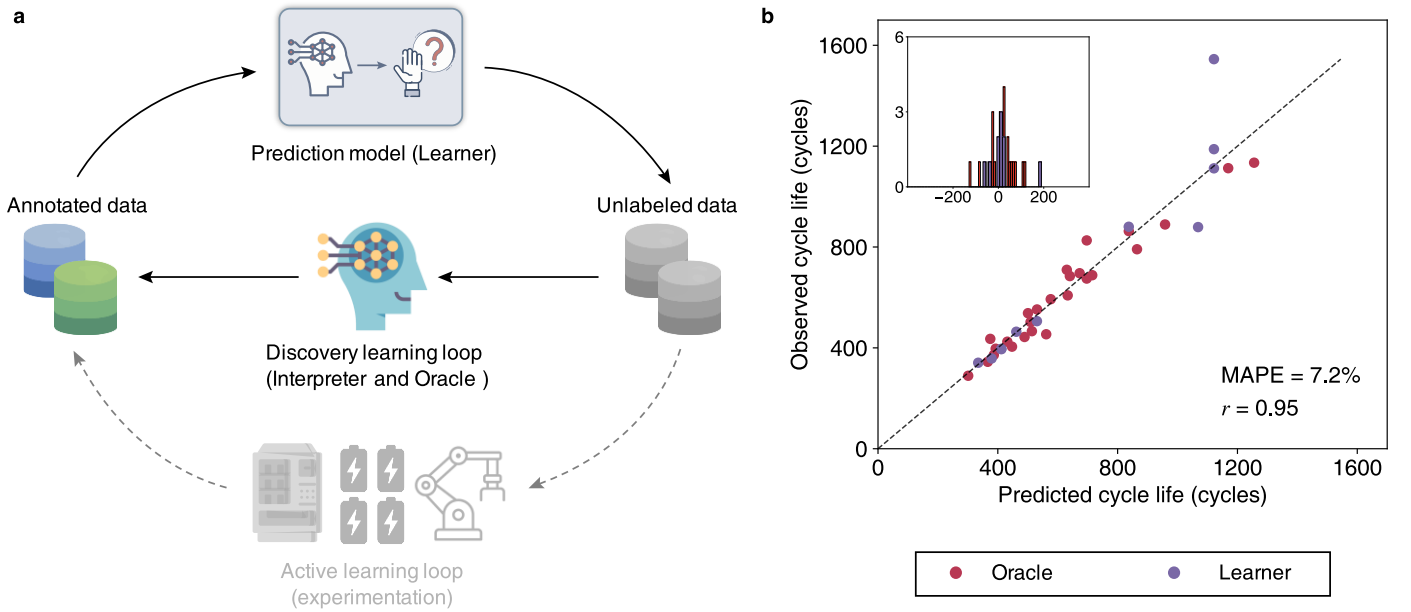 a
?
Prediction model (Learner)
Annotated data
Unlabeled data
Discovery learning loop
(Interpreter and Oracle )
Active learning loop
(experimentation)
b
6
3
0
−200
0
200
1600
1200
800
400
0
Observed cycle life (cycles)
MAPE = 7.2%
r = 0.95
0
400
800
1200
1600
Predicted cycle life (cycles)
Oracle
Learner